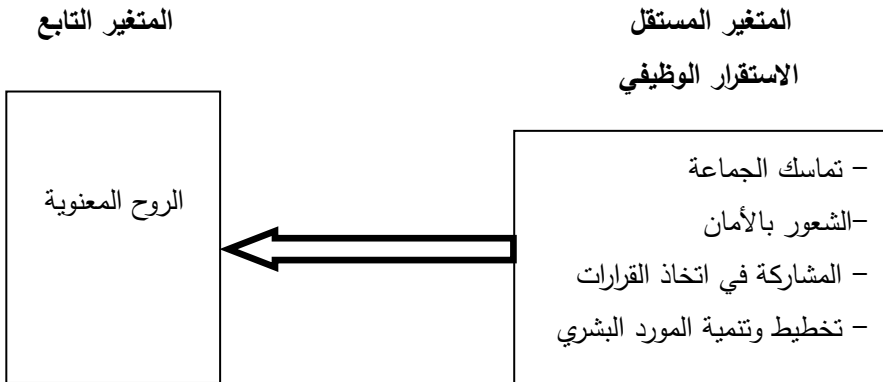 المتغير المستقل
المتغير التابع
الاستقرار الوظيفي
– تماسك الجماعة
–الشعور بالأمان
– المشاركة في اتخاذ القرارات
– تخطيط وتنمية المورد البشري
الروح المعنوية